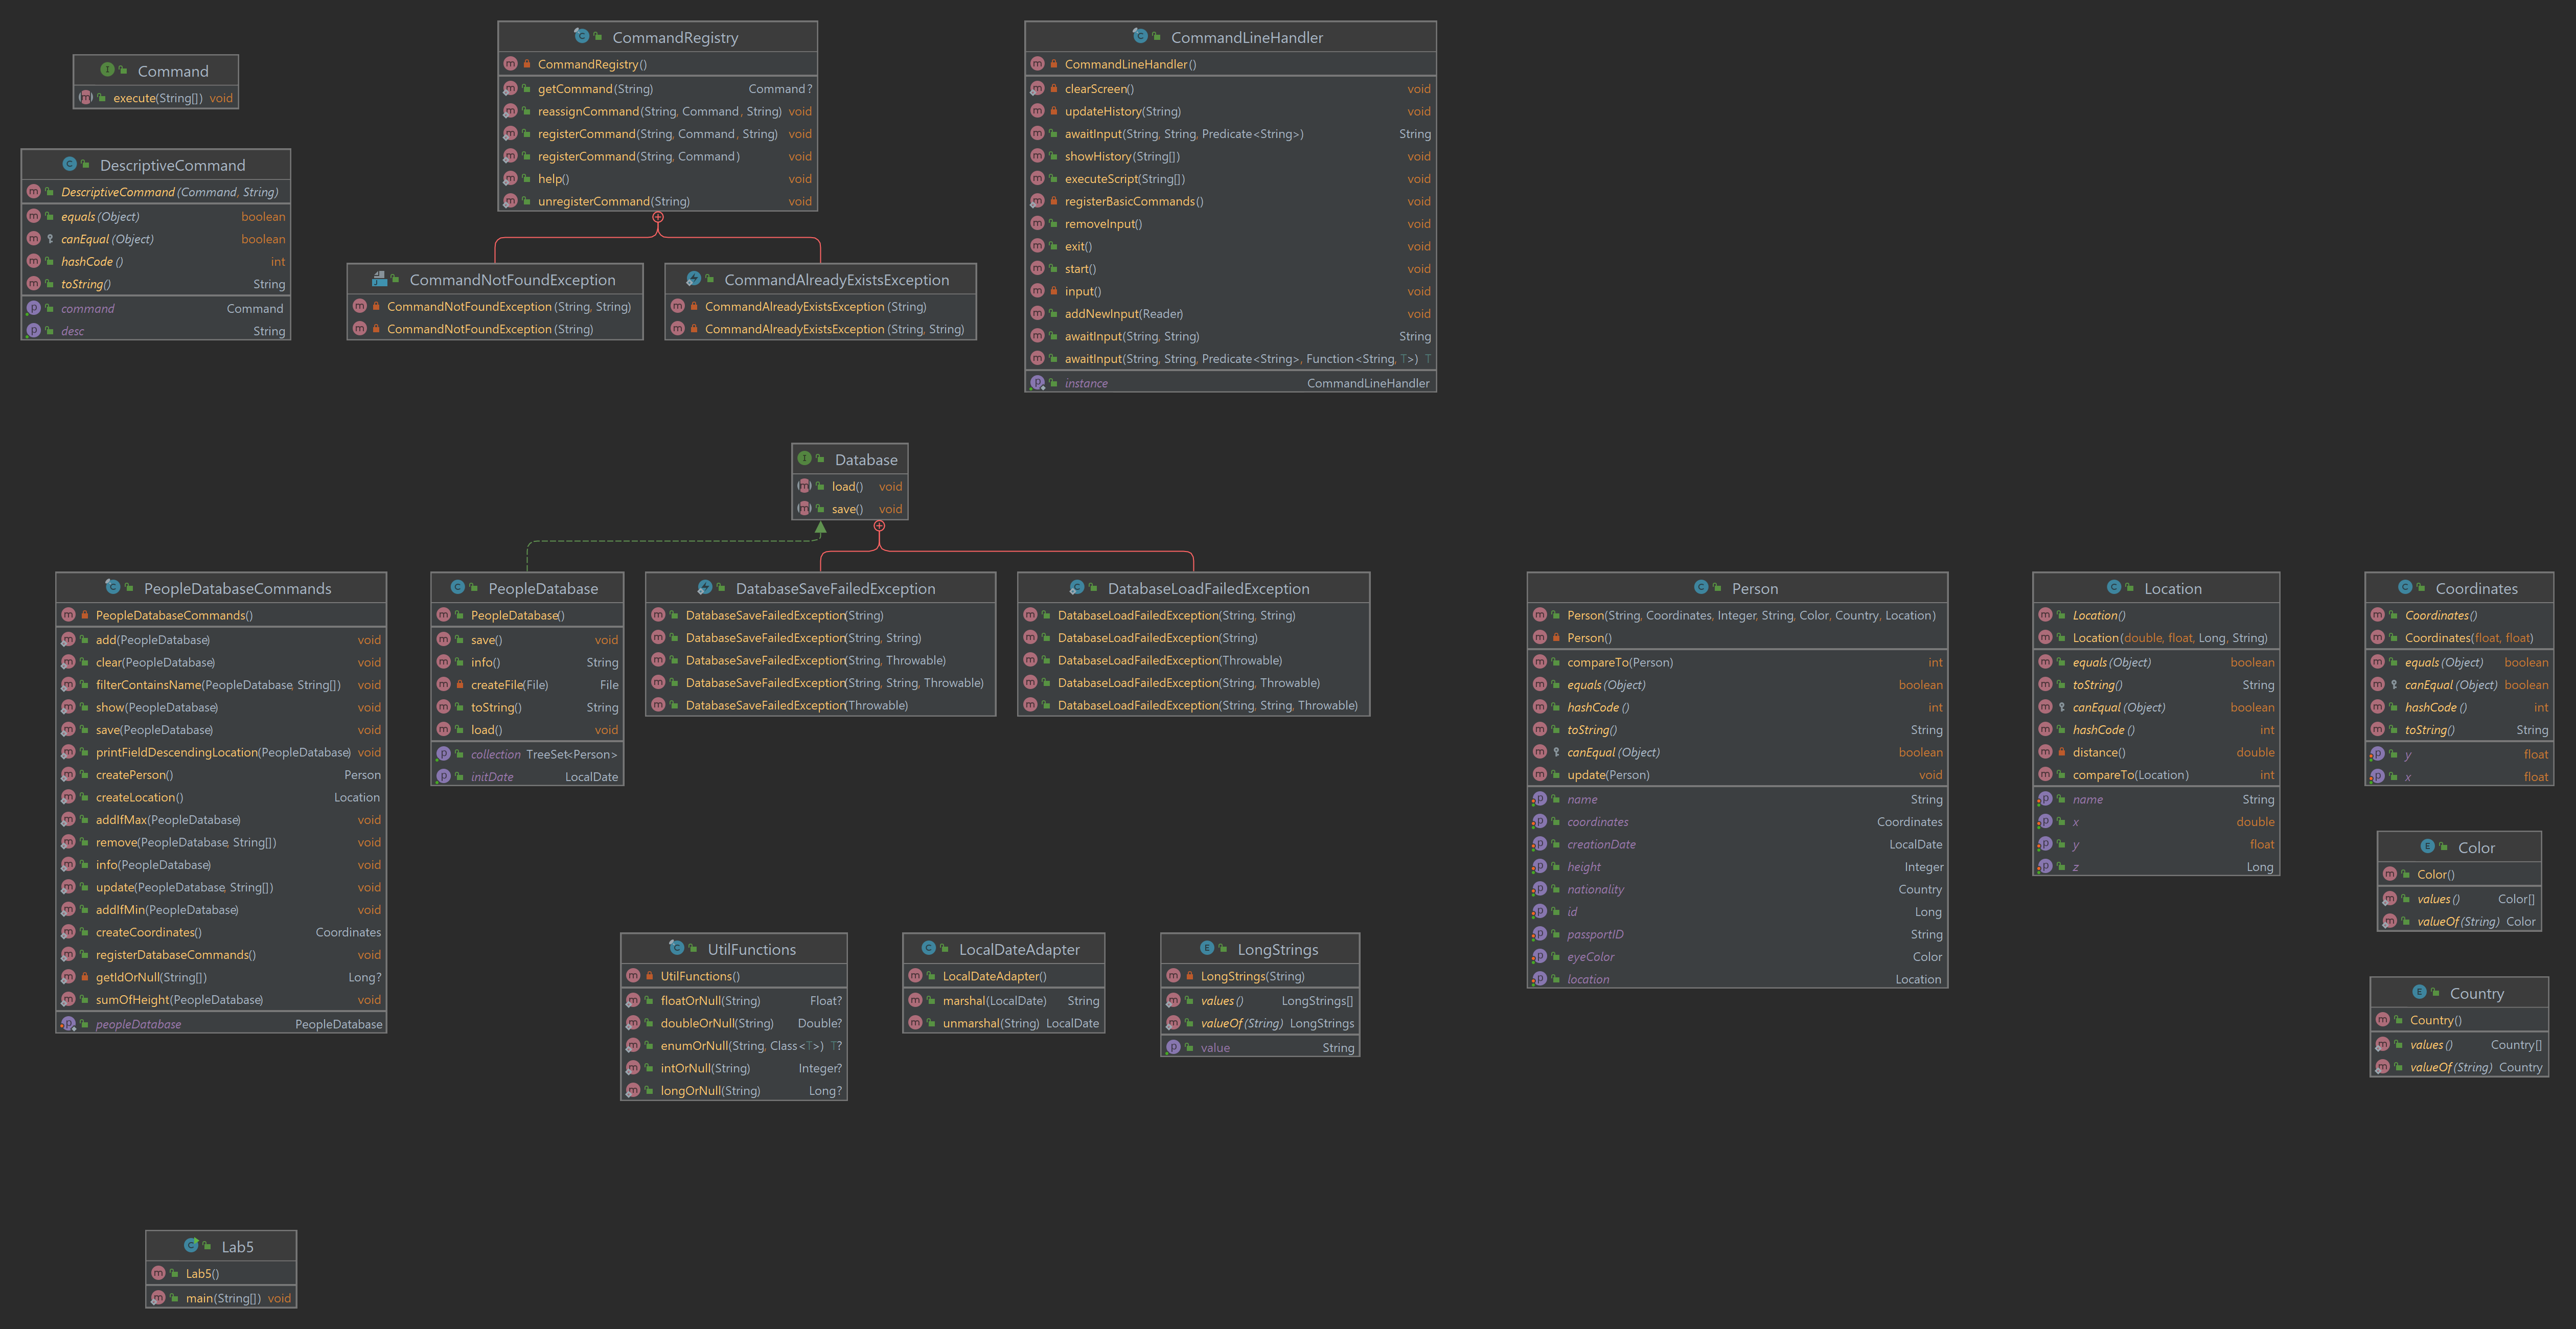 Command
execute(String[]) void
DescriptiveCommand
DescriptiveCommand(Command, String)
equals(Object) boolean
canEqual(Object) boolean
hashCode() int
toString() String
command Command
desc String
CommandRegistry
CommandRegistry()
getCommand(String) Command?
reassignCommand(String, Command, String) void
registerCommand(String, Command, String) void
registerCommand(String, Command) void
help() void
unregisterCommand(String) void
CommandNotFoundException
CommandNotFoundException(String, String)
CommandNotFoundException(String)
CommandAlreadyExistsException
CommandAlreadyExistsException(String)
CommandAlreadyExistsException(String, String)
CommandLineHandler
CommandLineHandler()
clearScreen() void
updateHistory(String) void
awaitInput(String, String, Predicate<String>) String
showHistory(String[]) void
executeScript(String[]) void
registerBasicCommands() void
removeInput() void
exit() void
start() void
input() void
addNewInput(Reader) void
awaitInput(String, String) String
awaitInput(String, String, Predicate<String>, Function<String, T>) T
instance CommandLineHandler
Database
load() void
save() void
PeopleDatabaseCommands
PeopleDatabaseCommands()
add(PeopleDatabase) void
clear(PeopleDatabase) void
filterContainsName(PeopleDatabase, String[]) void
show(PeopleDatabase) void
save(PeopleDatabase) void
printFieldDescendingLocation(PeopleDatabase) void
createPerson() Person
createLocation() Location
addIfMax(PeopleDatabase) void
remove(PeopleDatabase, String[]) void
info(PeopleDatabase) void
update(PeopleDatabase, String[]) void
addIfMin(PeopleDatabase) void
createCoordinates() Coordinates
registerDatabaseCommands() void
getIdOrNull(String[]) Long?
sumOfHeight(PeopleDatabase) void
peopleDatabase PeopleDatabase
PeopleDatabase
PeopleDatabase()
save() void
info() String
createFile(File) File
toString() String
load() void
collection TreeSet<Person>
initDate LocalDate
DatabaseSaveFailedException
DatabaseSaveFailedException(String)
DatabaseSaveFailedException(String, String)
DatabaseSaveFailedException(String, Throwable)
DatabaseSaveFailedException(String, String, Throwable)
DatabaseSaveFailedException(Throwable)
DatabaseLoadFailedException
DatabaseLoadFailedException(String, String)
DatabaseLoadFailedException(String)
DatabaseLoadFailedException(Throwable)
DatabaseLoadFailedException(String, Throwable)
DatabaseLoadFailedException(String, String, Throwable)
Person
Person(String, Coordinates, Integer, String, Color, Country, Location)
Person()
compareTo(Person) int
equals(Object) boolean
hashCode() int
toString() String
canEqual(Object) boolean
update(Person) void
name String
coordinates Coordinates
creationDate LocalDate
height Integer
nationality Country
id Long
passportID String
eyeColor Color
location Location
Location
Location()
Location(double, float, Long, String)
equals(Object) boolean
toString() String
canEqual(Object) boolean
hashCode() int
distance() double
compareTo(Location) int
name String
x double
y float
z Long
Coordinates
Coordinates()
Coordinates(float, float)
equals(Object) boolean
canEqual(Object) boolean
hashCode() int
toString() String
y float
x float
Color
Color()
values() Color[]
valueOf(String) Color
Country
Country()
values() Country[]
valueOf(String) Country
UtilFunctions
UtilFunctions()
floatOrNull(String) Float?
doubleOrNull(String) Double?
enumOrNull(String, Class<T>) T?
intOrNull(String) Integer?
longOrNull(String) Long?
LocalDateAdapter
LocalDateAdapter()
marshal(LocalDate) String
unmarshal(String) LocalDate
LongStrings
LongStrings(String)
values() LongStrings[]
valueOf(String) LongStrings
value String
Lab5
Lab5()
main(String[]) void